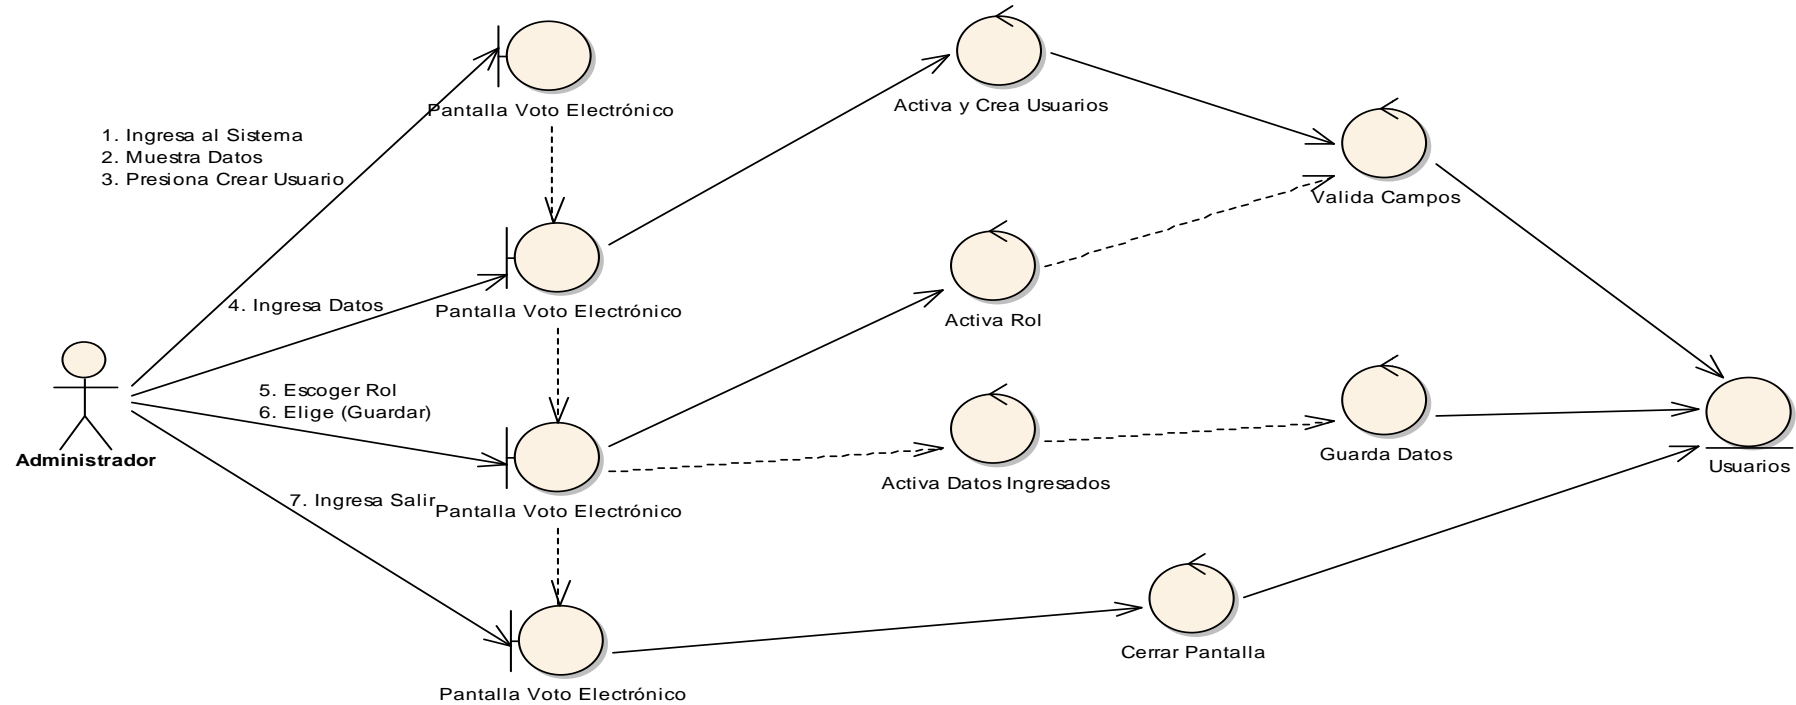 Pantalla Voto Electrónico
Activa y Crea Usuarios
1. Ingresa al Sistema
2. Muestra Datos
3. Presiona Crear Usuario
Valida Campos
4. Ingresa Datos
Pantalla Voto Electrónico
Activa Rol
5. Escoger Rol
6. Elige (Guardar)
Administrador
Guarda Datos
Usuarios
Activa Datos Ingresados
7. Ingresa Salir
Pantalla Voto Electrónico
Cerrar Pantalla
Pantalla Voto Electrónico